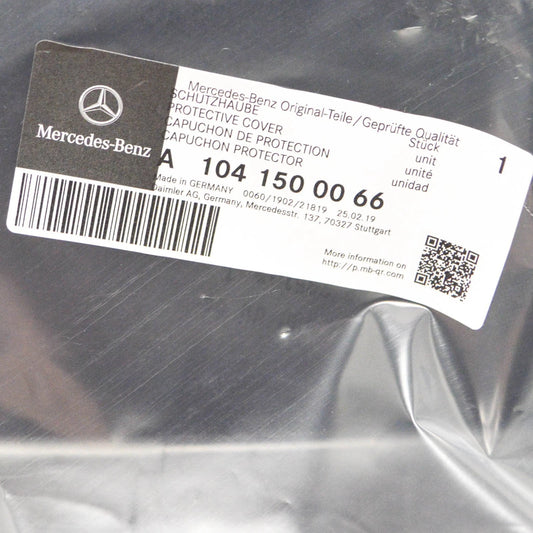 Mercedes-Benz
Mercedes-Benz Original-Teile/Geprüfte Qualität
SCHUTZHAUBE
PROTECTIVE COVER
CAPUCHON DE PROTECTION
CAPUCHON PROTECTOR
Stück
unit
unité
unidad
1
A 104 150 00 66
Made in GERMANY 0060/1902/21819 25.02.19
Daimler AG, Germany, Mercedesstr. 137, 70327 Stuttgart
More information on
http://p.mb-qr.com